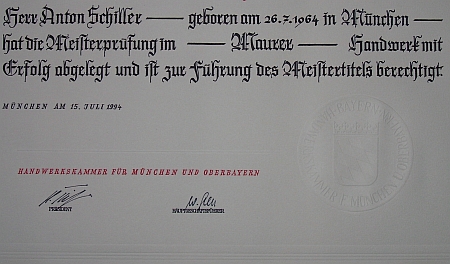 Herr Anton Schiller — geboren am 26.7.1964 in München —
hat die Meisterprüfung im — Maurer — Handwerk mit
Erfolg abgelegt und ist zur Führung des Meistertitels berechtigt.
MÜNCHEN AM 15. JULI 1994
HANDWERKSKAMMER FÜR MÜNCHEN UND OBERBAYERN
PRÄSIDENT
HAUPTGESCHÄFTSFÜHRER